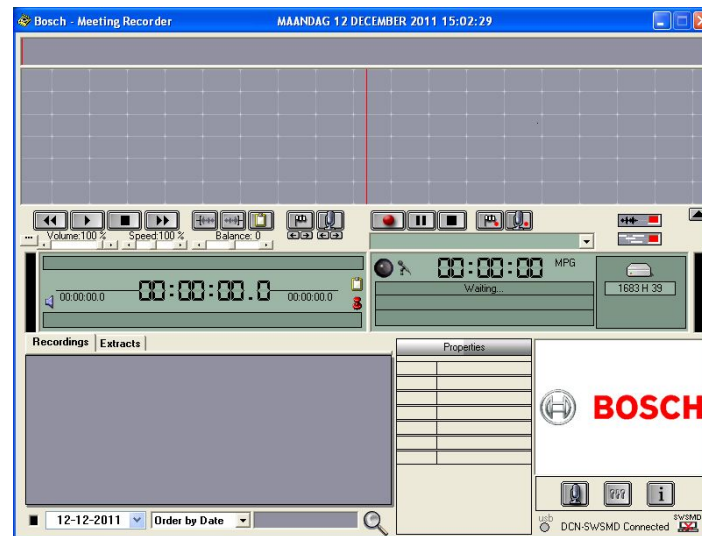 Bosch - Meeting Recorder MAANDAG 12 DECEMBER 2011 15:02:29
... Volume:100 % Speed:100 % Balance: 0
00:00:00.0 00:00:00.0 00:00:00.0
00:00:00 MPG
Waiting...
1683 H 39
Recordings Extracts
Properties
BOSCH
i
12-12-2011 Order by Date
usb DCN-SWSMD Connected SWSMD